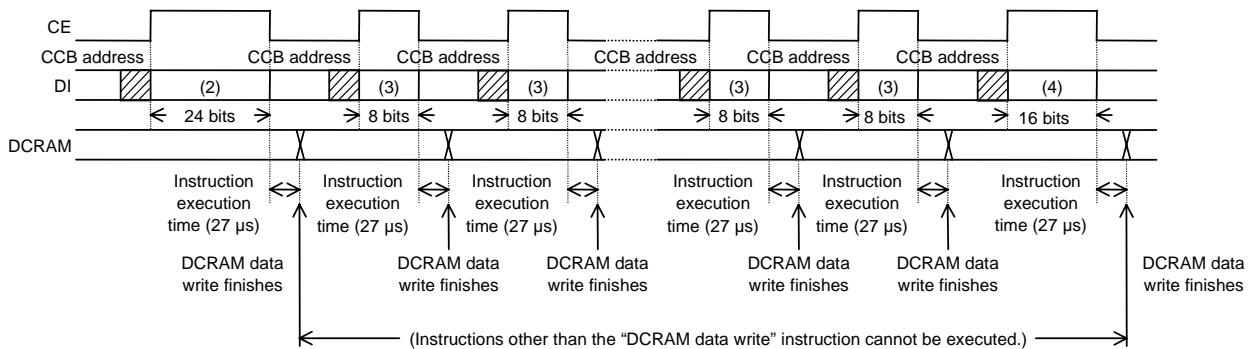 CE
CCB address CCB address CCB address CCB address CCB address CCB address
DI (2) (3) (3) (3) (3) (4)
24 bits 8 bits 8 bits 8 bits 8 bits 16 bits
DCRAM
Instruction Instruction Instruction Instruction Instruction Instruction
execution execution execution execution execution execution
time (27 µs) time (27 µs) time (27 µs) time (27 µs) time (27 µs) time (27 µs)
DCRAM data DCRAM data DCRAM data DCRAM data DCRAM data DCRAM data
write finishes write finishes write finishes write finishes write finishes write finishes
(Instructions other than the “DCRAM data write” instruction cannot be executed.)